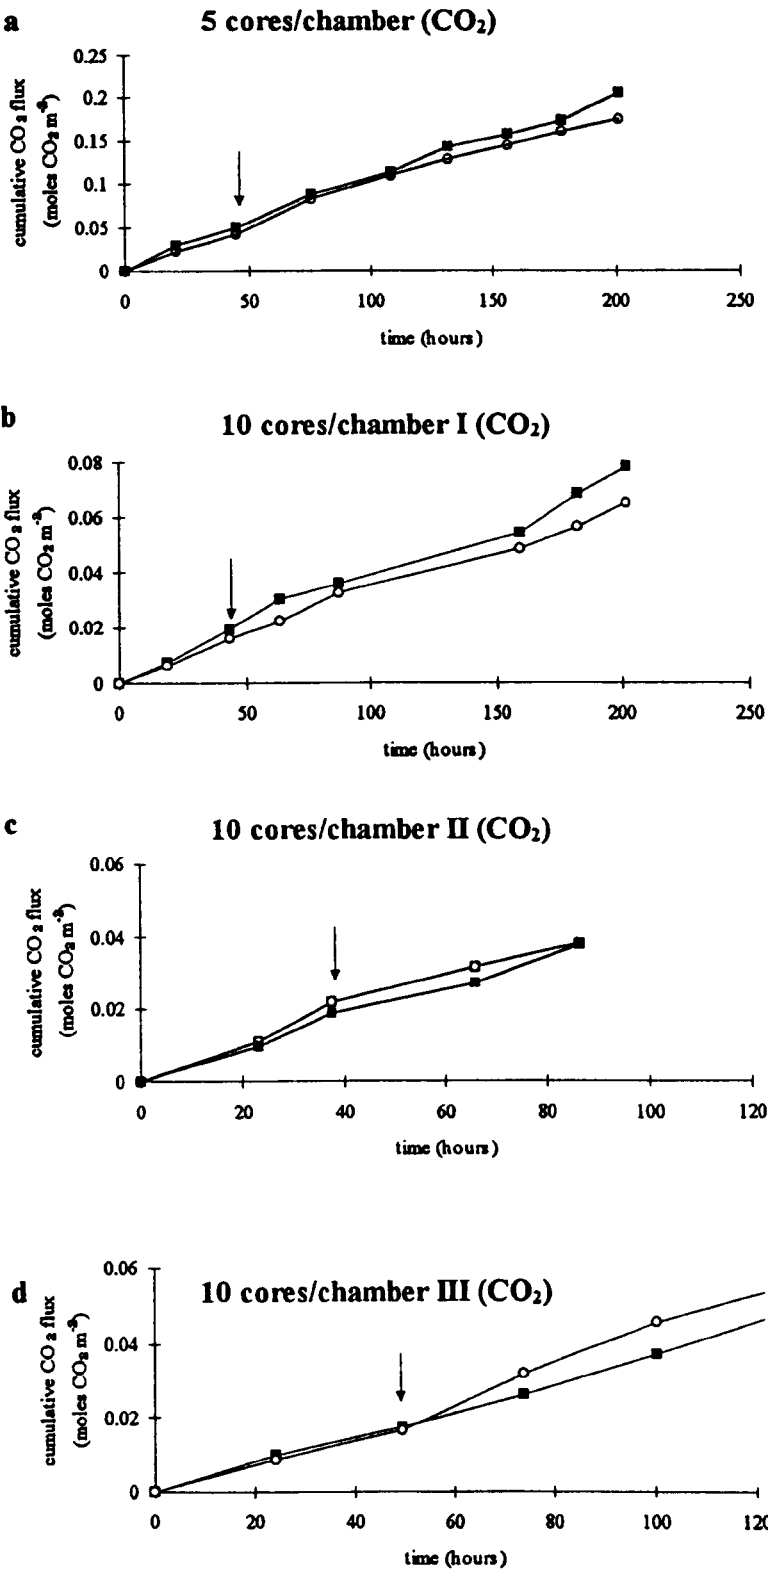 a
5 cores/chamber (CO₂)
cumulative CO₂ flux
(moles CO₂ m⁻²)
0.25
0.2
0.15
0.1
0.05
0
0 50 100 150 200 250
time (hours)
b
10 cores/chamber I (CO₂)
cumulative CO₂ flux
(moles CO₂ m⁻²)
0.08
0.06
0.04
0.02
0
0 50 100 150 200 250
time (hours)
c
10 cores/chamber II (CO₂)
cumulative CO₂ flux
(moles CO₂ m⁻²)
0.06
0.04
0.02
0
0 20 40 60 80 100 120
time (hours)
d
10 cores/chamber III (CO₂)
cumulative CO₂ flux
(moles CO₂ m⁻²)
0.06
0.04
0.02
0
0 20 40 60 80 100 120
time (hours)